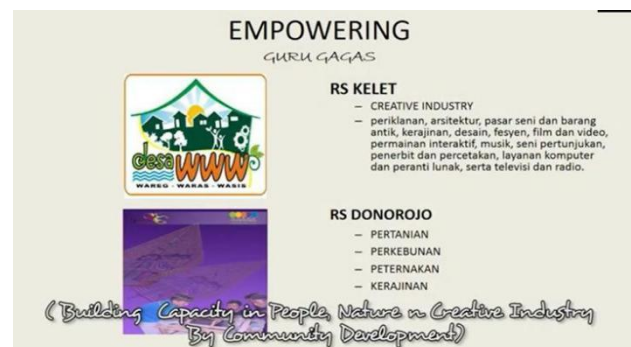 EMPOWERING
GURU GAGAS
desa WWW
WAREG - WARAS - WASIS
RS KELET
– CREATIVE INDUSTRY
– periklanan, arsitektur, pasar seni dan barang
antik, kerajinan, desain, fesyen, film dan video,
permainan interaktif, musik, seni pertunjukan,
penerbit dan percetakan, layanan komputer
dan peranti lunak, serta televisi dan radio.
RS DONOROJO
– PERTANIAN
– PERKEBUNAN
– PETERNAKAN
– KERAJINAN
( Building Capacity in People, Nature n Creative Industry
By Community Development)